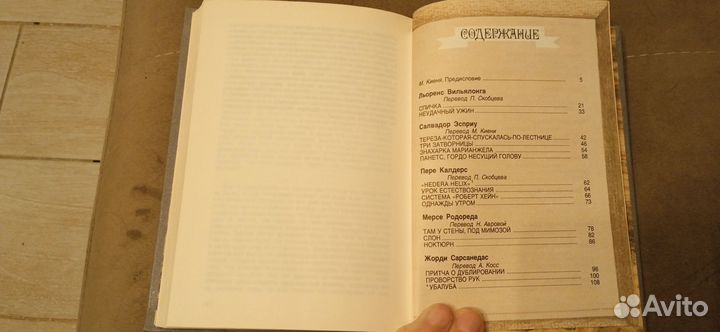 СОДЕРЖАНИЕ
М. Киеня, Предисловие 5
Льоренс Вильялонга
Перевод П. Скобцева
СПИЧКА 21
НЕУДАЧНЫЙ УЖИН 33
Сальвадор Эсприу
Перевод М. Киени
ТЕРЕЗА-КОТОРАЯ-СПУСКАЛАСЬ-ПО-ЛЕСТНИЦЕ 42
ТРИ ЗАТВОРНИЦЫ 46
ЗНАХАРКА МАРИАНЖЕЛА 54
ПАНЕТС, ГОРДО НЕСУЩИЙ ГОЛОВУ 58
Пере Калдерс
Перевод П. Скобцева
«HEDERA HELIX» 62
УРОК ЕСТЕСТВОЗНАНИЯ 64
СИСТЕМА «РОБЕРТ ХЕЙН» 66
ОДНАЖДЫ УТРОМ 73
Мерсе Родореда
Перевод Н. Авровой
ТАМ У СТЕНЫ, ПОД МИМОЗОЙ 78
СЛОН 82
НОКТЮРН 86
Жорди Сарсанедас
Перевод А. Косс
ПРИТЧА О ДУБЛИРОВАНИИ 96
ПРОВОРСТВО РУК 100
УБАЛУБА 108
Avito